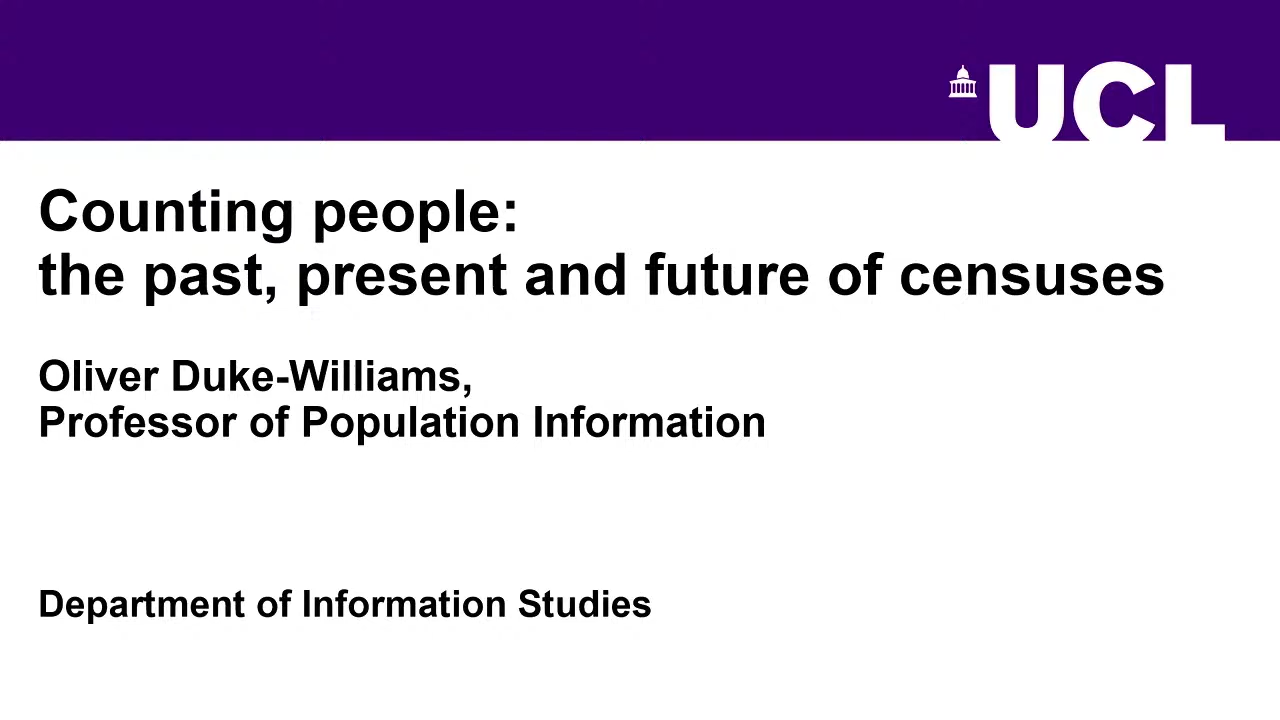 UCL
Counting people:
the past, present and future of censuses
Oliver Duke-Williams,
Professor of Population Information
Department of Information Studies